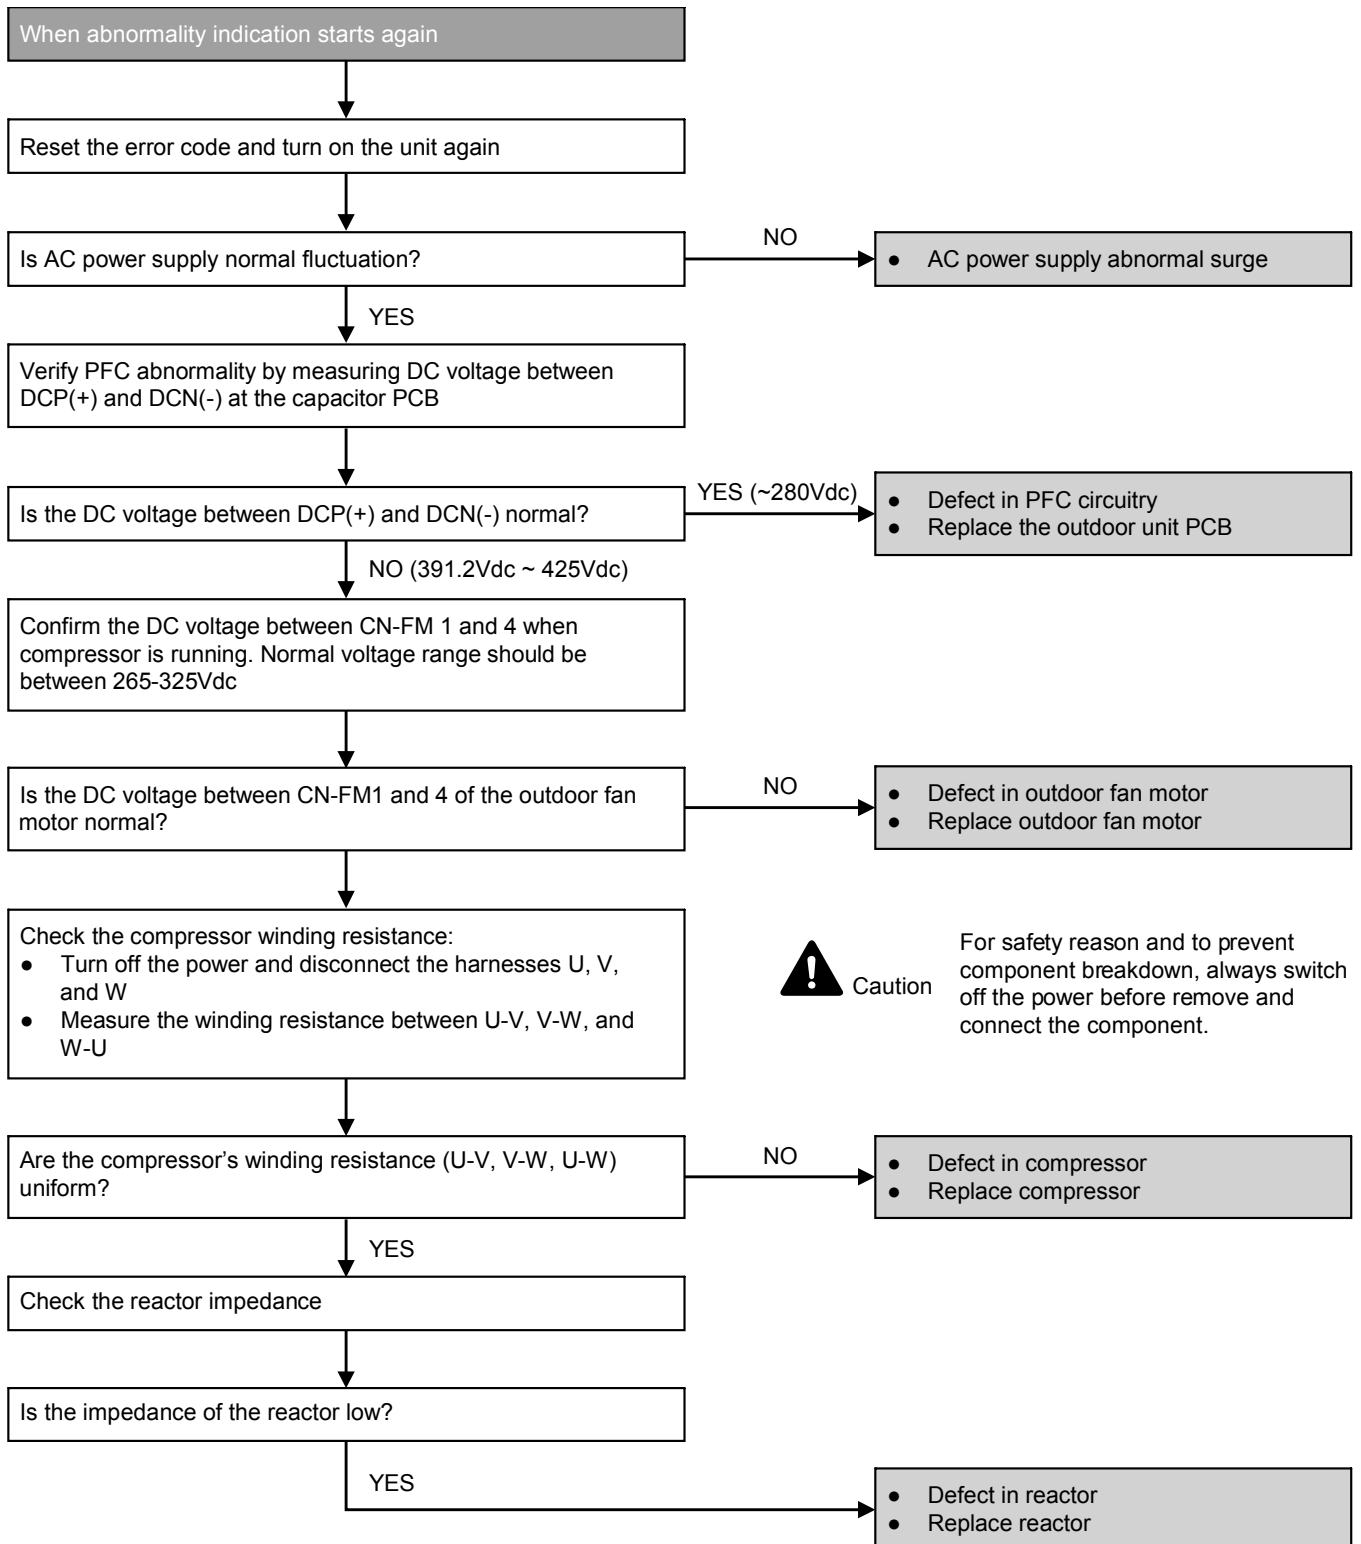 When abnormality indication starts again
Reset the error code and turn on the unit again
Is AC power supply normal fluctuation?
NO
● AC power supply abnormal surge
YES
Verify PFC abnormality by measuring DC voltage between
DCP(+) and DCN(-) at the capacitor PCB
Is the DC voltage between DCP(+) and DCN(-) normal?
YES (~280Vdc)
● Defect in PFC circuitry
● Replace the outdoor unit PCB
NO (391.2Vdc ~ 425Vdc)
Confirm the DC voltage between CN-FM 1 and 4 when
compressor is running. Normal voltage range should be
between 265-325Vdc
Is the DC voltage between CN-FM1 and 4 of the outdoor fan
motor normal?
NO
● Defect in outdoor fan motor
● Replace outdoor fan motor
Check the compressor winding resistance:
● Turn off the power and disconnect the harnesses U, V,
and W
● Measure the winding resistance between U-V, V-W, and
W-U
Caution
For safety reason and to prevent
component breakdown, always switch
off the power before remove and
connect the component.
Are the compressor’s winding resistance (U-V, V-W, U-W)
uniform?
NO
● Defect in compressor
● Replace compressor
YES
Check the reactor impedance
Is the impedance of the reactor low?
YES
● Defect in reactor
● Replace reactor